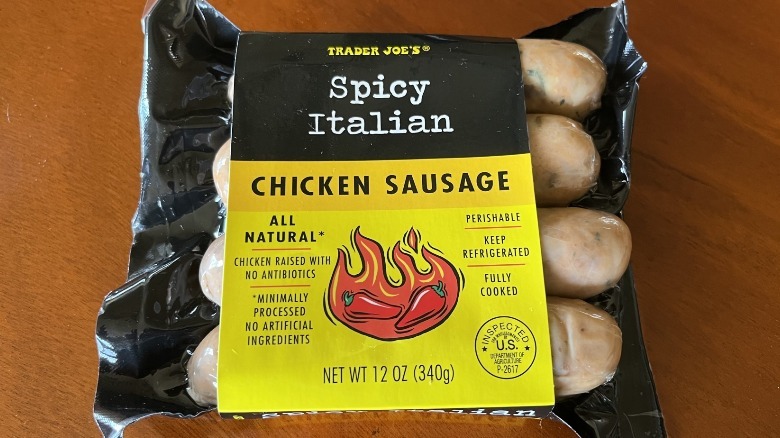 TRADER JOE'S®
Spicy
Italian
CHICKEN SAUSAGE
ALL
NATURAL*
CHICKEN RAISED WITH
NO ANTIBIOTICS
*MINIMALLY
PROCESSED
NO ARTIFICIAL
INGREDIENTS
PERISHABLE
KEEP
REFRIGERATED
FULLY
COOKED
INSPECTED
U.S.
DEPARTMENT OF
AGRICULTURE
P-2617
NET WT 12 OZ (340g)